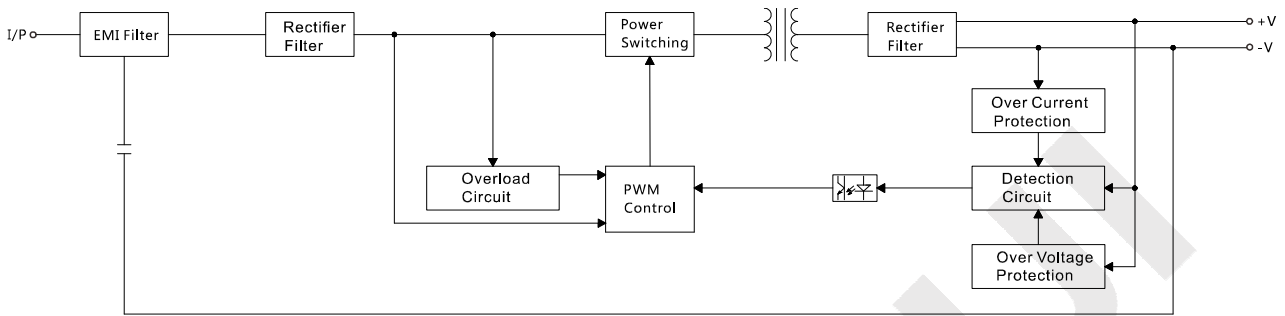 I/P
EMI Filter
Rectifier
Filter
Power
Switching
Rectifier
Filter
+V
-V
Over Current
Protection
Overload
Circuit
PWM
Control
Detection
Circuit
Over Voltage
Protection